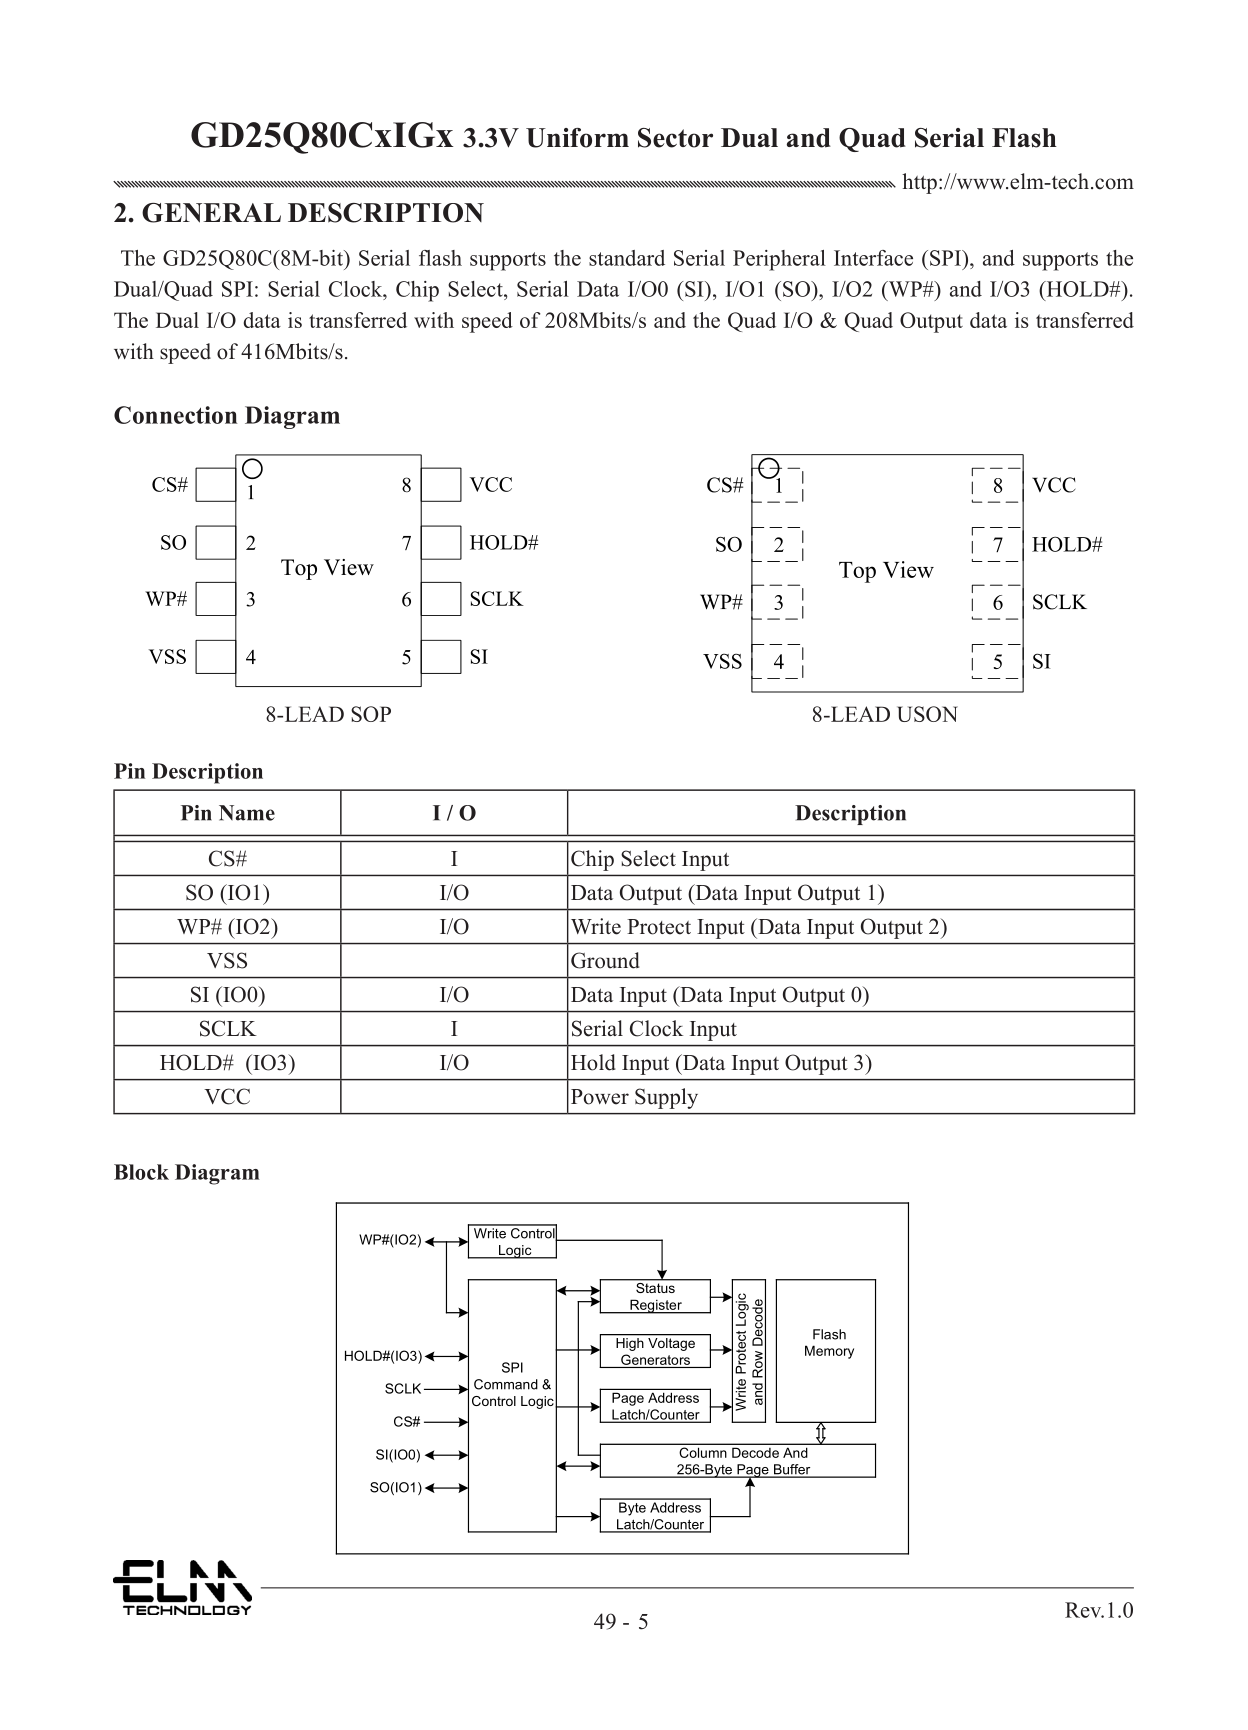 GD25Q80CxIGx 3.3V Uniform Sector Dual and Quad Serial Flash
http://www.elm-tech.com
2. GENERAL DESCRIPTION
The GD25Q80C(8M-bit) Serial flash supports the standard Serial Peripheral Interface (SPI), and supports the
Dual/Quad SPI: Serial Clock, Chip Select, Serial Data I/O0 (SI), I/O1 (SO), I/O2 (WP#) and I/O3 (HOLD#).
The Dual I/O data is transferred with speed of 208Mbits/s and the Quad I/O & Quad Output data is transferred
with speed of 416Mbits/s.
Connection Diagram
CS# 1 8 VCC
SO 2 7 HOLD#
Top View
WP# 3 6 SCLK
VSS 4 5 SI
8-LEAD SOP
CS# 1 8 VCC
SO 2 7 HOLD#
Top View
WP# 3 6 SCLK
VSS 4 5 SI
8-LEAD USON
Pin Description
Pin Name I / O Description
CS# I Chip Select Input
SO (IO1) I/O Data Output (Data Input Output 1)
WP# (IO2) I/O Write Protect Input (Data Input Output 2)
VSS Ground
SI (IO0) I/O Data Input (Data Input Output 0)
SCLK I Serial Clock Input
HOLD# (IO3) I/O Hold Input (Data Input Output 3)
VCC Power Supply
Block Diagram
WP#(IO2)
HOLD#(IO3)
SCLK
CS#
SI(IO0)
SO(IO1)
Write Control
Logic
SPI
Command &
Control Logic
Status
Register
High Voltage
Generators
Page Address
Latch/Counter
Write Protect Logic
and Row Decode
Flash
Memory
Column Decode And
256-Byte Page Buffer
Byte Address
Latch/Counter
ELM
TECHNOLOGY
49 - 5
Rev.1.0